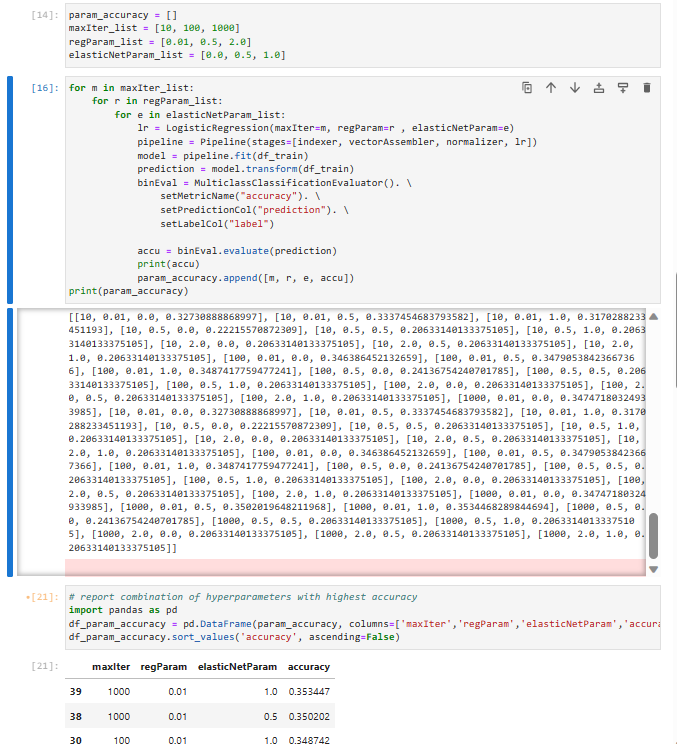 [14]: param_accuracy = []
maxIter_list = [10, 100, 1000]
regParam_list = [0.01, 0.5, 2.0]
elasticNetParam_list = [0.0, 0.5, 1.0]
[16]: for m in maxIter_list:
for r in regParam_list:
for e in elasticNetParam_list:
lr = LogisticRegression(maxIter=m, regParam=r , elasticNetParam=e)
pipeline = Pipeline(stages=[indexer, vectorAssembler, normalizer, lr])
model = pipeline.fit(df_train)
prediction = model.transform(df_train)
binEval = MulticlassClassificationEvaluator(). \
setMetricName("accuracy"). \
setPredictionCol("prediction"). \
setLabelCol("label")
accu = binEval.evaluate(prediction)
print(accu)
param_accuracy.append([m, r, e, accu])
print(param_accuracy)
[[10, 0.01, 0.0, 0.32730888868997], [10, 0.01, 0.5, 0.3337454683793582], [10, 0.01, 1.0, 0.3170288233
451193], [10, 0.5, 0.0, 0.22215570872309], [10, 0.5, 0.5, 0.20633140133375105], [10, 0.5, 1.0, 0.2063
3140133375105], [10, 2.0, 0.0, 0.20633140133375105], [10, 2.0, 0.5, 0.20633140133375105], [10, 2.0,
1.0, 0.20633140133375105], [100, 0.01, 0.0, 0.346386452132659], [100, 0.01, 0.5, 0.3479053842366736
6], [100, 0.01, 1.0, 0.3487417759477241], [100, 0.5, 0.0, 0.24136754240701785], [100, 0.5, 0.5, 0.206
33140133375105], [100, 0.5, 1.0, 0.20633140133375105], [100, 2.0, 0.0, 0.20633140133375105], [100, 2.
0, 0.5, 0.20633140133375105], [100, 2.0, 1.0, 0.20633140133375105], [1000, 0.01, 0.0, 0.3474718032493
3985], [10, 0.01, 0.0, 0.32730888868997], [10, 0.01, 0.5, 0.3337454683793582], [10, 0.01, 1.0, 0.3170
288233451193], [10, 0.5, 0.0, 0.22215570872309], [10, 0.5, 0.5, 0.20633140133375105], [10, 0.5, 1.0,
0.20633140133375105], [10, 2.0, 0.0, 0.20633140133375105], [10, 2.0, 0.5, 0.20633140133375105], [10,
2.0, 1.0, 0.20633140133375105], [100, 0.01, 0.0, 0.346386452132659], [100, 0.01, 0.5, 0.3479053842366
7366], [100, 0.01, 1.0, 0.3487417759477241], [100, 0.5, 0.0, 0.24136754240701785], [100, 0.5, 0.5, 0.
20633140133375105], [100, 0.5, 1.0, 0.20633140133375105], [100, 2.0, 0.0, 0.20633140133375105], [100,
2.0, 0.5, 0.20633140133375105], [100, 2.0, 1.0, 0.20633140133375105], [1000, 0.01, 0.0, 0.34747180324
933985], [1000, 0.01, 0.5, 0.3502019648211968], [1000, 0.01, 1.0, 0.3534468289844694], [1000, 0.5, 0.
0, 0.24136754240701785], [1000, 0.5, 0.5, 0.20633140133375105], [1000, 0.5, 1.0, 0.2063314013337510
5], [1000, 2.0, 0.0, 0.20633140133375105], [1000, 2.0, 0.5, 0.20633140133375105], [1000, 2.0, 1.0, 0.
20633140133375105]]
•[21]: # report combination of hyperparameters with highest accuracy
import pandas as pd
df_param_accuracy = pd.DataFrame(param_accuracy, columns=['maxIter','regParam','elasticNetParam','accura
df_param_accuracy.sort_values('accuracy', ascending=False)
[21]: maxIter regParam elasticNetParam accuracy
39 1000 0.01 1.0 0.353447
38 1000 0.01 0.5 0.350202
30 100 0.01 1.0 0.348742